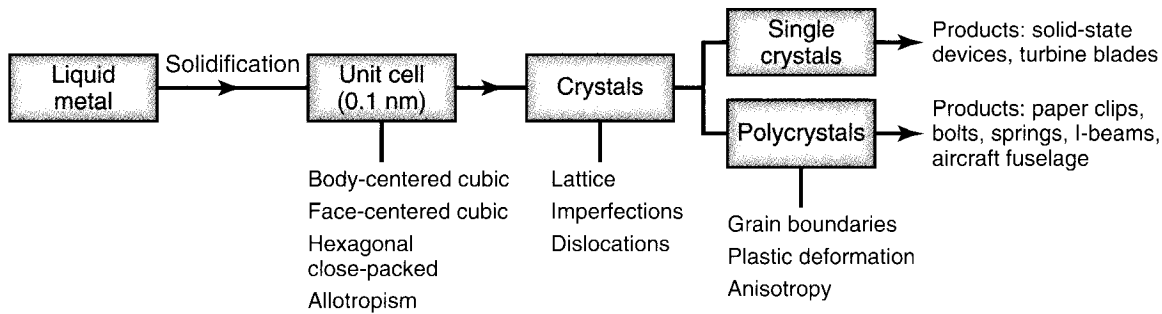 Liquid
metal
Solidification
Unit cell
(0.1 nm)
Body-centered cubic
Face-centered cubic
Hexagonal
close-packed
Allotropism
Crystals
Lattice
Imperfections
Dislocations
Single
crystals
Products: solid-state
devices, turbine blades
Polycrystals
Products: paper clips,
bolts, springs, I-beams,
aircraft fuselage
Grain boundaries
Plastic deformation
Anisotropy